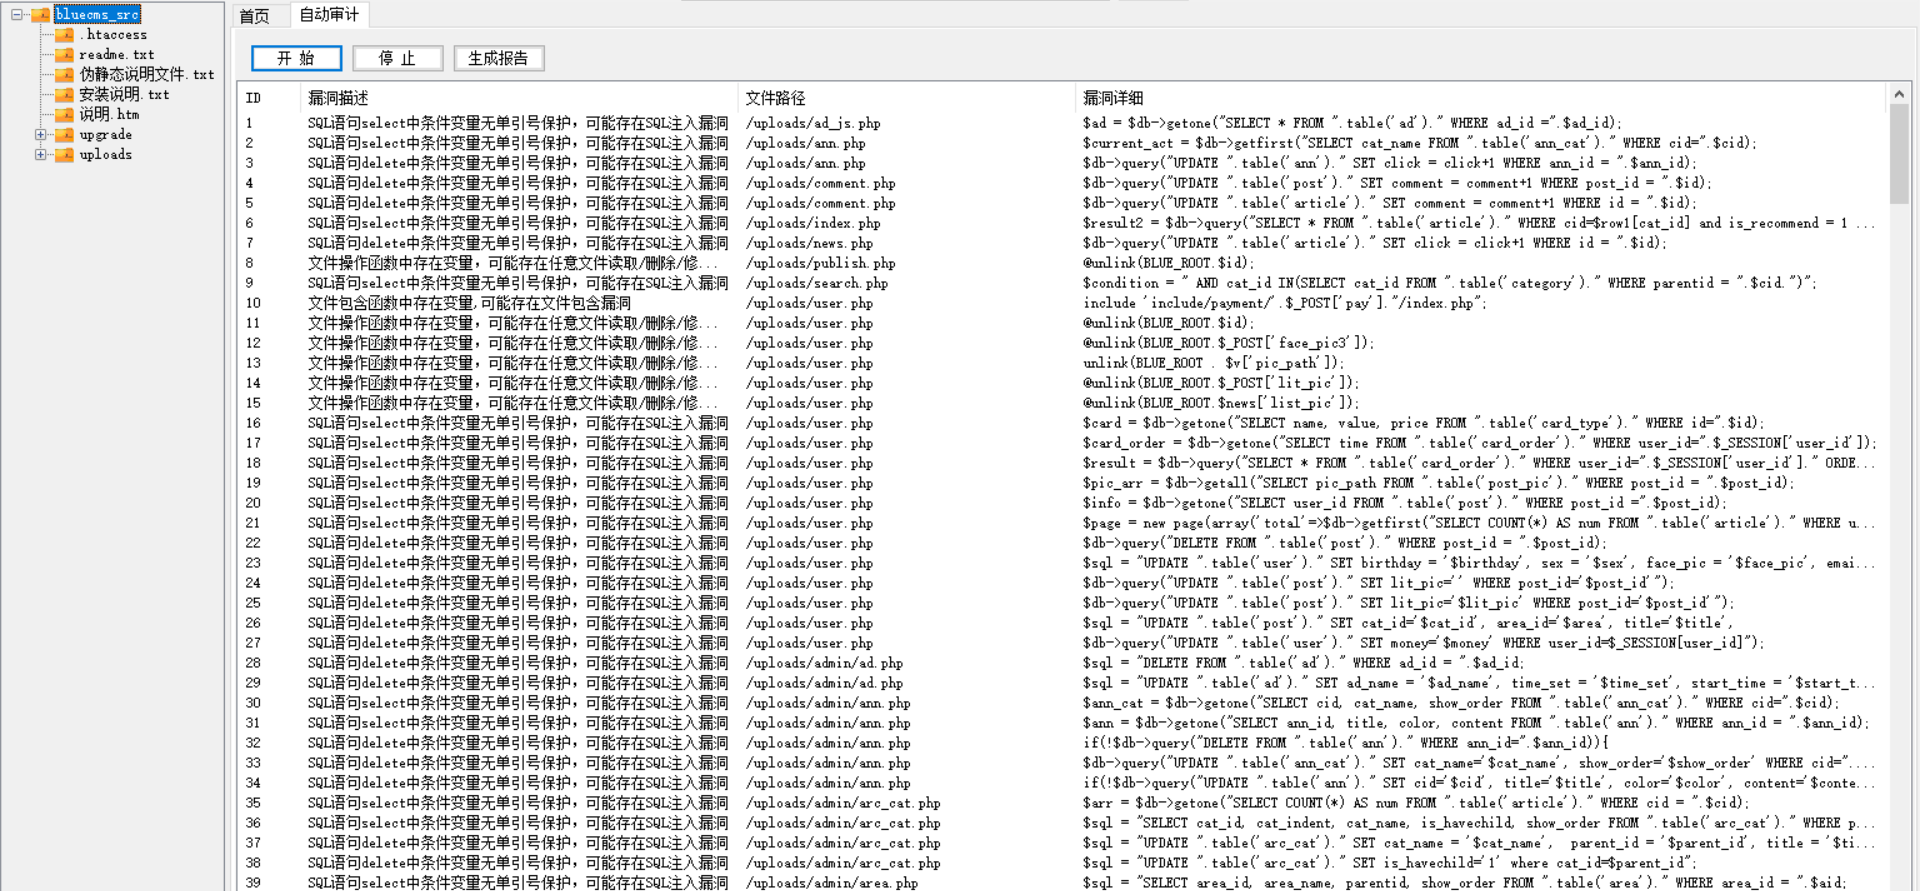 bluecms_src
.htaccess
readme.txt
伪静态说明文件.txt
安装说明.txt
说明.htm
upgrade
uploads
首页 自动审计
开 始 停 止 生成报告
ID 漏洞描述 文件路径 漏洞详细
1 SQL语句select中条件变量无单引号保护，可能存在SQL注入漏洞 /uploads/ad_js.php $ad = $db->getone("SELECT * FROM ".table('ad')." WHERE ad_id =".$ad_id);
2 SQL语句select中条件变量无单引号保护，可能存在SQL注入漏洞 /uploads/ann.php $current_act = $db->getfirst("SELECT cat_name FROM ".table('ann_cat')." WHERE cid=".$cid);
3 SQL语句delete中条件变量无单引号保护，可能存在SQL注入漏洞 /uploads/ann.php $db->query("UPDATE ".table('ann')." SET click = click+1 WHERE ann_id = ".$ann_id);
4 SQL语句delete中条件变量无单引号保护，可能存在SQL注入漏洞 /uploads/comment.php $db->query("UPDATE ".table('post')." SET comment = comment+1 WHERE post_id = ".$id);
5 SQL语句delete中条件变量无单引号保护，可能存在SQL注入漏洞 /uploads/comment.php $db->query("UPDATE ".table('article')." SET comment = comment+1 WHERE id = ".$id);
6 SQL语句select中条件变量无单引号保护，可能存在SQL注入漏洞 /uploads/index.php $result2 = $db->query("SELECT * FROM ".table('article')." WHERE cid=$row1[cat_id] and is_recommend = 1 ...
7 SQL语句delete中条件变量无单引号保护，可能存在SQL注入漏洞 /uploads/news.php $db->query("UPDATE ".table('article')." SET click = click+1 WHERE id = ".$id);
8 文件操作函数中存在变量，可能存在任意文件读取/删除/修... /uploads/publish.php @unlink(BLUE_ROOT.$id);
9 SQL语句select中条件变量无单引号保护，可能存在SQL注入漏洞 /uploads/search.php $condition = " AND cat_id IN(SELECT cat_id FROM ".table('category')." WHERE parentid = ".$cid.")";
10 文件包含函数中存在变量,可能存在文件包含漏洞 /uploads/user.php include 'include/payment/'.$_POST['pay']."/index.php";
11 文件操作函数中存在变量，可能存在任意文件读取/删除/修... /uploads/user.php @unlink(BLUE_ROOT.$id);
12 文件操作函数中存在变量，可能存在任意文件读取/删除/修... /uploads/user.php @unlink(BLUE_ROOT.$_POST['face_pic3']);
13 文件操作函数中存在变量，可能存在任意文件读取/删除/修... /uploads/user.php unlink(BLUE_ROOT . $v['pic_path']);
14 文件操作函数中存在变量，可能存在任意文件读取/删除/修... /uploads/user.php @unlink(BLUE_ROOT.$_POST['lit_pic']);
15 文件操作函数中存在变量，可能存在任意文件读取/删除/修... /uploads/user.php @unlink(BLUE_ROOT.$news['list_pic']);
16 SQL语句select中条件变量无单引号保护，可能存在SQL注入漏洞 /uploads/user.php $card = $db->getone("SELECT name, value, price FROM ".table('card_type')." WHERE id=".$id);
17 SQL语句select中条件变量无单引号保护，可能存在SQL注入漏洞 /uploads/user.php $card_order = $db->getone("SELECT time FROM ".table('card_order')." WHERE user_id=".$_SESSION['user_id']);
18 SQL语句select中条件变量无单引号保护，可能存在SQL注入漏洞 /uploads/user.php $result = $db->query("SELECT * FROM ".table('card_order')." WHERE user_id=".$_SESSION['user_id']." ORDE...
19 SQL语句select中条件变量无单引号保护，可能存在SQL注入漏洞 /uploads/user.php $pic_arr = $db->getall("SELECT pic_path FROM ".table('post_pic')." WHERE post_id = ".$post_id);
20 SQL语句select中条件变量无单引号保护，可能存在SQL注入漏洞 /uploads/user.php $info = $db->getone("SELECT user_id FROM ".table('post')." WHERE post_id =".$post_id);
21 SQL语句select中条件变量无单引号保护，可能存在SQL注入漏洞 /uploads/user.php $page = new page(array('total'=>$db->getfirst("SELECT COUNT(*) AS num FROM ".table('article')." WHERE u...
22 SQL语句delete中条件变量无单引号保护，可能存在SQL注入漏洞 /uploads/user.php $db->query("DELETE FROM ".table('post')." WHERE post_id = ".$post_id);
23 SQL语句delete中条件变量无单引号保护，可能存在SQL注入漏洞 /uploads/user.php $sql = "UPDATE ".table('user')." SET birthday = '$birthday', sex = '$sex', face_pic = '$face_pic', emai...
24 SQL语句delete中条件变量无单引号保护，可能存在SQL注入漏洞 /uploads/user.php $db->query("UPDATE ".table('post')." SET lit_pic='' WHERE post_id='$post_id'");
25 SQL语句delete中条件变量无单引号保护，可能存在SQL注入漏洞 /uploads/user.php $db->query("UPDATE ".table('post')." SET lit_pic='$lit_pic' WHERE post_id='$post_id'");
26 SQL语句delete中条件变量无单引号保护，可能存在SQL注入漏洞 /uploads/user.php $sql = "UPDATE ".table('post')." SET cat_id='$cat_id', area_id='$area', title='$title',
27 SQL语句delete中条件变量无单引号保护，可能存在SQL注入漏洞 /uploads/user.php $db->query("UPDATE ".table('user')." SET money='$money' WHERE user_id=$_SESSION[user_id]");
28 SQL语句delete中条件变量无单引号保护，可能存在SQL注入漏洞 /uploads/admin/ad.php $sql = "DELETE FROM ".table('ad')." WHERE ad_id = ".$ad_id;
29 SQL语句delete中条件变量无单引号保护，可能存在SQL注入漏洞 /uploads/admin/ad.php $sql = "UPDATE ".table('ad')." SET ad_name = '$ad_name', time_set = '$time_set', start_time = '$start_t...
30 SQL语句select中条件变量无单引号保护，可能存在SQL注入漏洞 /uploads/admin/ann.php $ann_cat = $db->getone("SELECT cid, cat_name, show_order FROM ".table('ann_cat')." WHERE cid=".$cid);
31 SQL语句select中条件变量无单引号保护，可能存在SQL注入漏洞 /uploads/admin/ann.php $ann = $db->getone("SELECT ann_id, title, color, content FROM ".table('ann')." WHERE ann_id = ".$ann_id);
32 SQL语句delete中条件变量无单引号保护，可能存在SQL注入漏洞 /uploads/admin/ann.php if(!$db->query("DELETE FROM ".table('ann')." WHERE ann_id=".$ann_id)){
33 SQL语句delete中条件变量无单引号保护，可能存在SQL注入漏洞 /uploads/admin/ann.php $db->query("UPDATE ".table('ann_cat')." SET cat_name='$cat_name', show_order='$show_order' WHERE cid="....
34 SQL语句delete中条件变量无单引号保护，可能存在SQL注入漏洞 /uploads/admin/ann.php if(!$db->query("UPDATE ".table('ann')." SET cid='$cid', title='$title', color='$color', content='$conte...
35 SQL语句select中条件变量无单引号保护，可能存在SQL注入漏洞 /uploads/admin/arc_cat.php $arr = $db->getone("SELECT COUNT(*) AS num FROM ".table('article')." WHERE cid = ".$cid);
36 SQL语句select中条件变量无单引号保护，可能存在SQL注入漏洞 /uploads/admin/arc_cat.php $sql = "SELECT cat_id, cat_indent, cat_name, is_havechild, show_order FROM ".table('arc_cat')." WHERE p...
37 SQL语句delete中条件变量无单引号保护，可能存在SQL注入漏洞 /uploads/admin/arc_cat.php $sql = "UPDATE ".table('arc_cat')." SET cat_name = '$cat_name', parent_id = '$parent_id', title = '$ti...
38 SQL语句delete中条件变量无单引号保护，可能存在SQL注入漏洞 /uploads/admin/arc_cat.php $sql = "UPDATE ".table('arc_cat')." SET is_havechild='1' where cat_id=$parent_id";
39 SQL语句select中条件变量无单引号保护，可能存在SQL注入漏洞 /uploads/admin/area.php $sql = "SELECT area_id, area_name, parentid, show_order FROM ".table('area')." WHERE area_id = ".$aid;